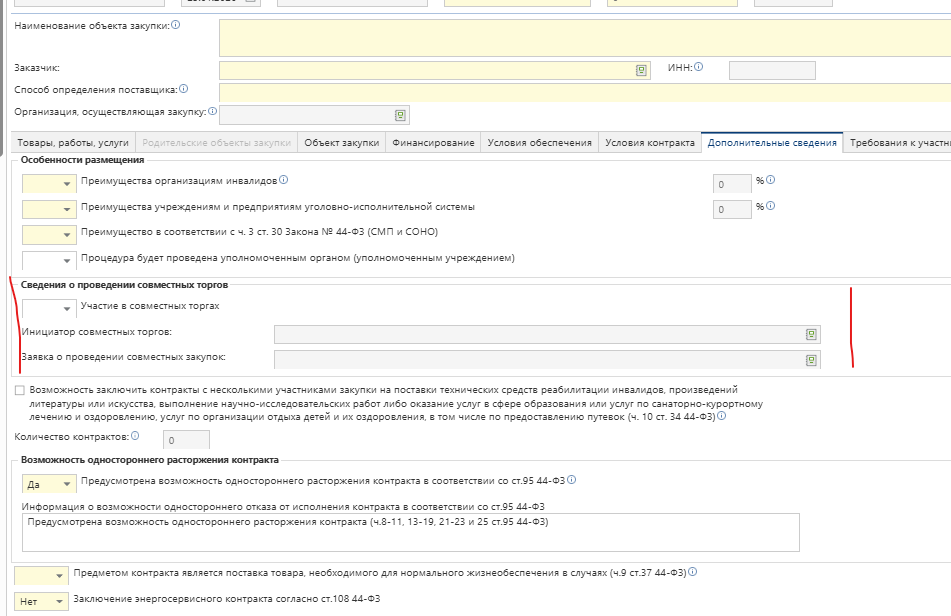 Наименование объекта закупки:
Заказчик:
ИНН:
Способ определения поставщика:
Организация, осуществляющая закупку:
Товары, работы, услуги Родительские объекты закупки Объект закупки Финансирование Условия обеспечения Условия контракта Дополнительные сведения Требования к
Особенности размещения
Преимущества организациям инвалидов 0 %
Преимущества учреждениям и предприятиям уголовно-исполнительной системы 0 %
Преимущество в соответствии с ч. 3 ст. 30 Закона № 44-ФЗ (СМП и СОНО)
Процедура будет проведена уполномоченным органом (уполномоченным учреждением)
Сведения о проведении совместных торгов
Участие в совместных торгах
Инициатор совместных торгов:
Заявка о проведении совместных закупок:
Возможность заключить контракты с несколькими участниками закупки на поставки технических средств реабилитации инвалидов, произведений
литературы или искусства, выполнение научно-исследовательских работ либо оказание услуг в сфере образования или услуг по санаторно-курортному
лечению и оздоровлению, услуг по организации отдыха детей и их оздоровления, в том числе по предоставлению путевок (ч. 10 ст. 34 44-ФЗ)
Количество контрактов: 0
Возможность одностороннего расторжения контракта
Да Предусмотрена возможность одностороннего расторжения контракта в соответствии со ст.95 44-ФЗ
Информация о возможности одностороннего отказа от исполнения контракта в соответствии со ст.95 44-ФЗ
Предусмотрена возможность одностороннего расторжения контракта (ч.8-11, 13-19, 21-23 и 25 ст.95 44-ФЗ)
Предметом контракта является поставка товара, необходимого для нормального жизнеобеспечения в случаях (ч.9 ст.37 44-ФЗ)
Нет Заключение энергосервисного контракта согласно ст.108 44-ФЗ